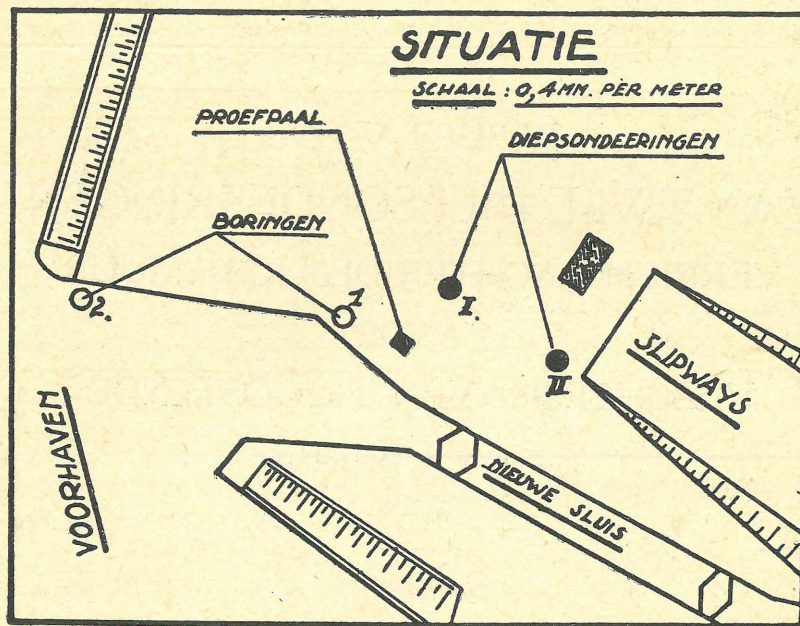 SITUATIE
SCHAAL : 0,4 MM. PER METER
PROEFPAAL
DIEPSONDEERINGEN
BORINGEN
2.
1
I.
II
SLIPWAYS
VOORHAVEN
NIEUWE SLUIS